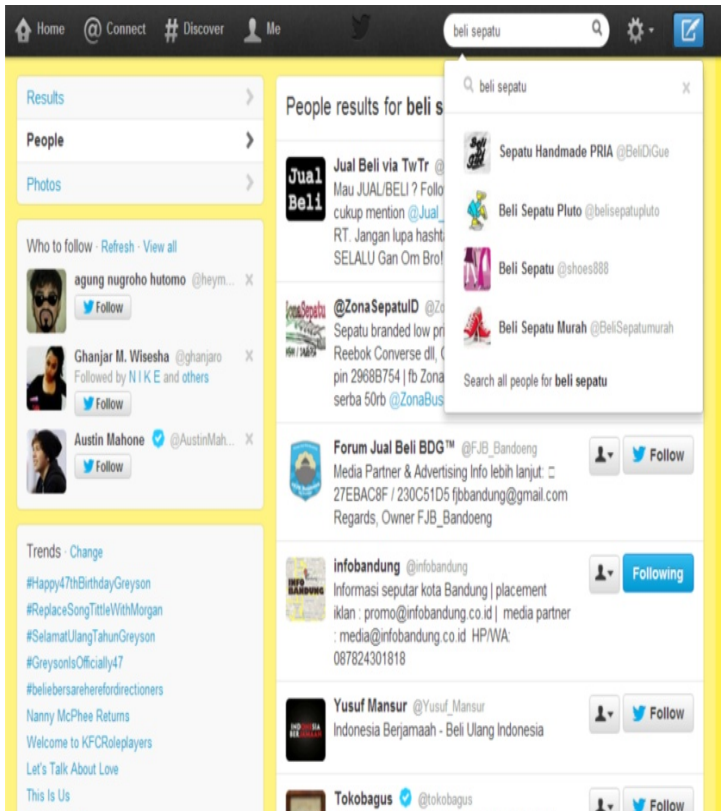 Home Connect Discover Me
beli sepatu
beli sepatu
Sepatu Handmade PRIA @BeliDiGue
Beli Sepatu Pluto @belisepatupluto
Beli Sepatu @shoes888
Beli Sepatu Murah @BeliSepatumurah
Search all people for beli sepatu
Results
People
Photos
Who to follow · Refresh · View all
agung nugroho hutomo @heym...
Follow
Ghanjar M. Wisesha @ghanjaro
Followed by N I K E and others
Follow
Austin Mahone @AustinMah...
Follow
Trends · Change
#Happy47thBirthdayGreyson
#ReplaceSongTittleWithMorgan
#SelamatUlangTahunGreyson
#GreysonIsOfficially47
#beliebersareherefordirectioners
Nanny McPhee Returns
Welcome to KFCRoleplayers
Let's Talk About Love
This Is Us
People results for beli s
Jual
Beli
Jual Beli via TwTr @
Mau JUAL/BELI ? Follo
cukup mention @Jual_
RT. Jangan lupa hasht
SELALU Gan Om Bro!
@ZonaSepatuID @Zo
Sepatu branded low pr
Reebok Converse dll,
pin 2968B754 | fb Zona
serba 50rb @ZonaBus
Forum Jual Beli BDG™ @FJB_Bandoeng
Media Partner & Advertising Info lebih lanjut: □
27EBAC8F / 230C51D5 fjbbandung@gmail.com
Regards, Owner FJB_Bandoeng
Follow
INFO
BANDUNG
infobandung @infobandung
Informasi seputar kota Bandung | placement
iklan : promo@infobandung.co.id | media partner
: media@infobandung.co.id HP/WA:
087824301818
Following
Yusuf Mansur @Yusuf_Mansur
Indonesia Berjamaah - Beli Ulang Indonesia
Follow
Tokobagus @tokobagus
Follow